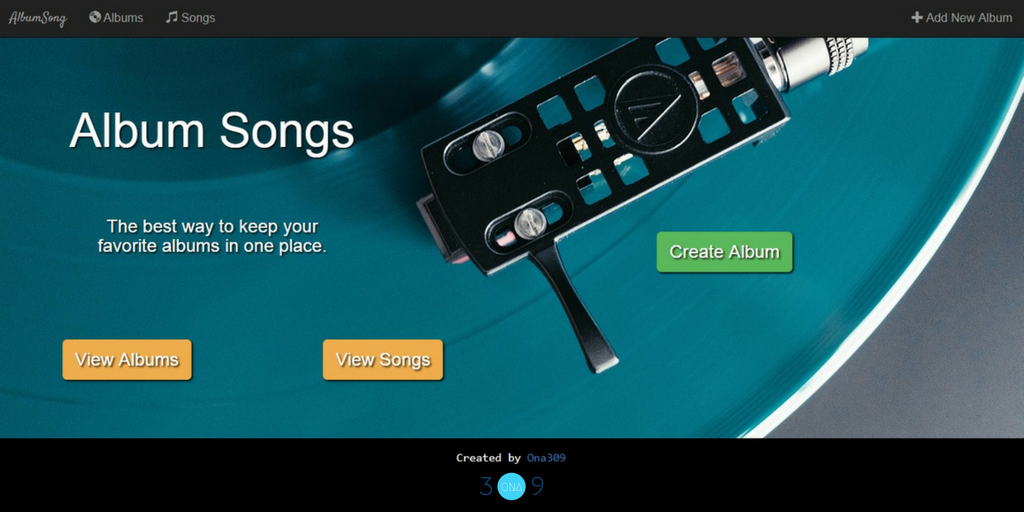 AlbumSong
Albums
Songs
Add New Album
Album Songs
The best way to keep your
favorite albums in one place.
Create Album
View Albums
View Songs
Created by Ona309
3 ONA 9